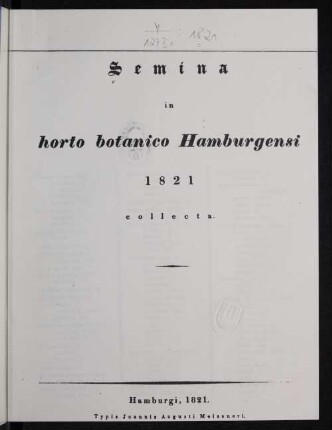 Semina
in
horto botanico Hamburgensi
1821
collecta.
Hamburgi, 1821.
Typis Joannis Augusti Meissneri.